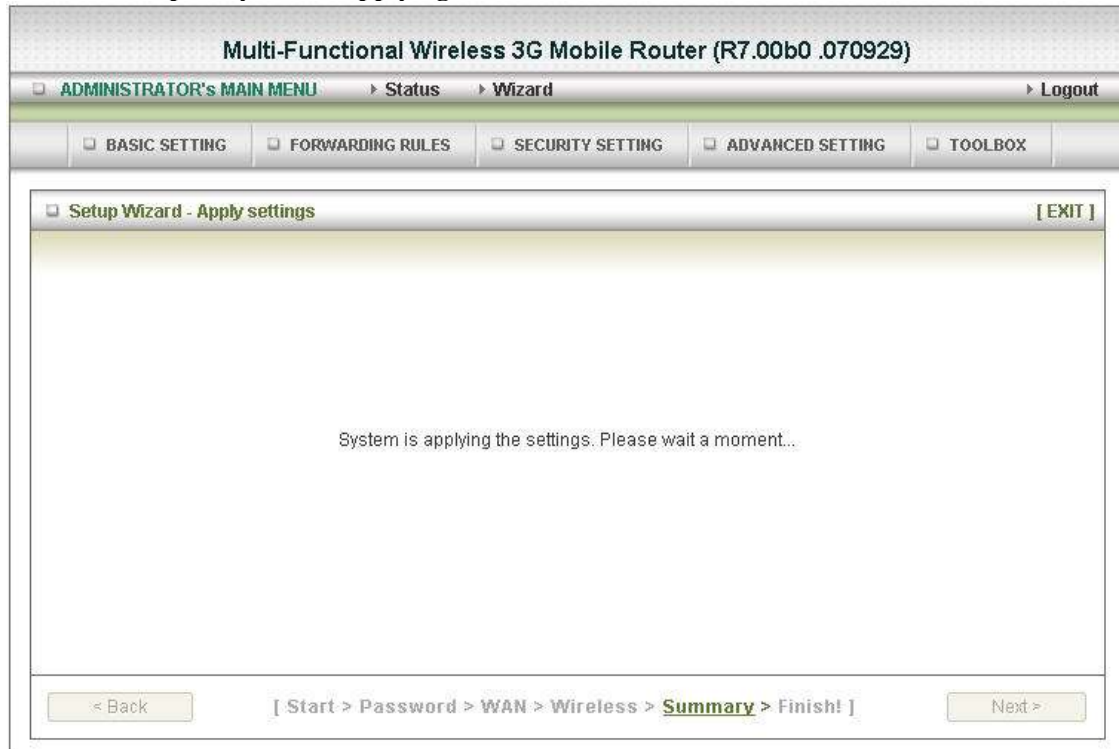 Multi-Functional Wireless 3G Mobile Router (R7.00b0 .070929)
ADMINISTRATOR's MAIN MENU Status Wizard Logout
BASIC SETTING FORWARDING RULES SECURITY SETTING ADVANCED SETTING TOOLBOX
Setup Wizard - Apply settings [ EXIT ]
System is applying the settings. Please wait a moment...
< Back [ Start > Password > WAN > Wireless > Summary > Finish! ] Next >